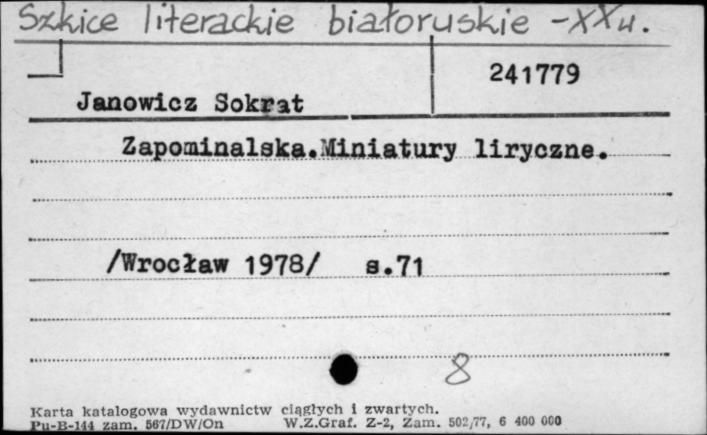 Szkice literackie białoruskie -XXw.
241779
Janowicz Sokrat
Zapominalska.Miniatury liryczne.
/Wrocław 1978/ s.71
8
Karta katalogowa wydawnictw ciągłych i zwartych.
Pu-B-144 zam. 567/DW/On W.Z.Graf. Z-2, Zam. 502/77, 6 400 000